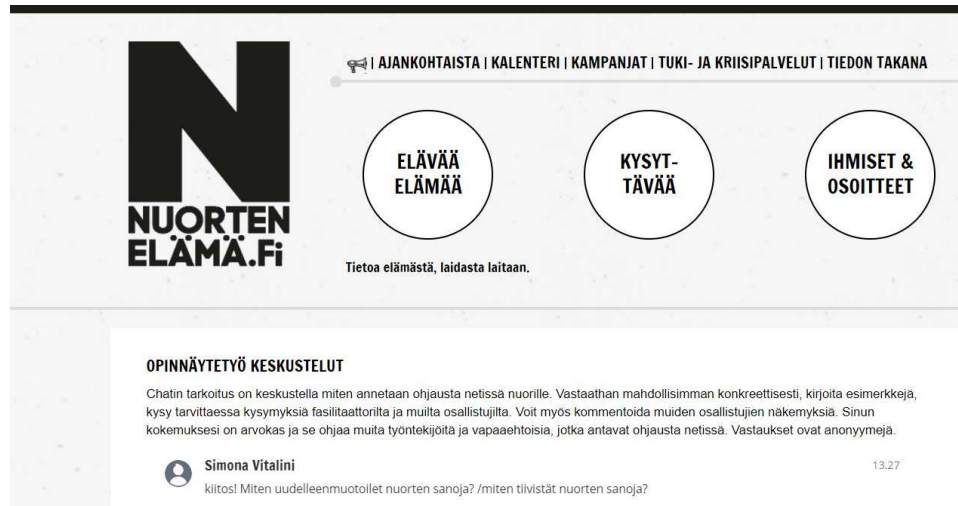 | AJANKOHTAISTA | KALENTERI | KAMPANJAT | TUKI- JA KRIISIPALVELUT | TIEDON TAKANA
N
NUORTEN
ELÄMÄ.Fi
ELÄVÄÄ
ELÄMÄÄ
KYSYT-
TÄVÄÄ
IHMISET &
OSOITTEET
Tietoa elämästä, laidasta laitaan.
OPINNÄYTETYÖ KESKUSTELUT
Chatin tarkoitus on keskustella miten annetaan ohjausta netissä nuorille. Vastaathan mahdollisimman konkreettisesti, kirjoita esimerkkejä,
kysy tarvittaessa kysymyksiä fasilitaattorilta ja muilta osallistujilta. Voit myös kommentoida muiden osallistujien näkemyksiä. Sinun
kokemuksesi on arvokas ja se ohjaa muita työntekijöitä ja vapaaehtoisia, jotka antavat ohjausta netissä. Vastaukset ovat anonyymejä.
Simona Vitalini 13.27
kiitos! Miten uudelleenmuotoilet nuorten sanoja? /miten tiivistät nuorten sanoja?